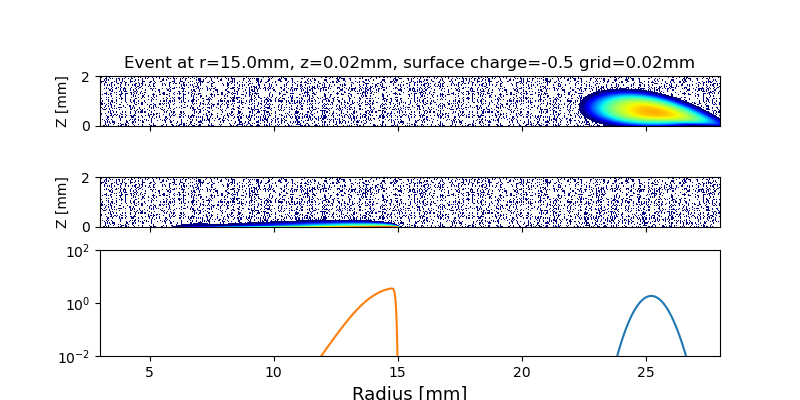 Event at r=15.0mm, z=0.02mm, surface charge=-0.5 grid=0.02mm
2
Z [mm]
0
2
Z [mm]
0
10²
10⁰
10⁻²
5 10 15 20 25
Radius [mm]